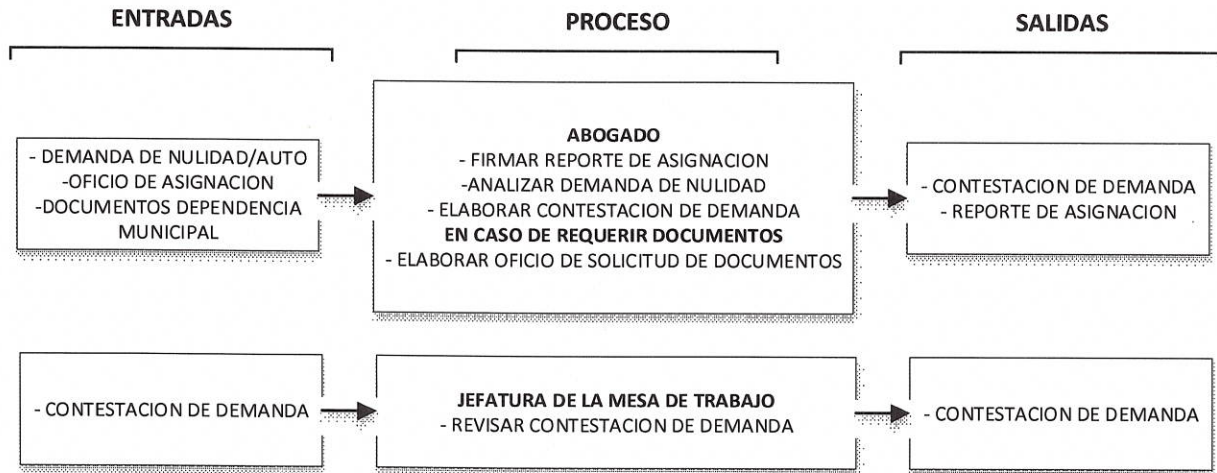 ENTRADAS
PROCESO
SALIDAS
- DEMANDA DE NULIDAD/AUTO
-OFICIO DE ASIGNACION
-DOCUMENTOS DEPENDENCIA
MUNICIPAL
ABOGADO
- FIRMAR REPORTE DE ASIGNACION
-ANALIZAR DEMANDA DE NULIDAD
- ELABORAR CONTESTACION DE DEMANDA
EN CASO DE REQUERIR DOCUMENTOS
- ELABORAR OFICIO DE SOLICITUD DE DOCUMENTOS
- CONTESTACION DE DEMANDA
- REPORTE DE ASIGNACION
- CONTESTACION DE DEMANDA
JEFATURA DE LA MESA DE TRABAJO
- REVISAR CONTESTACION DE DEMANDA
- CONTESTACION DE DEMANDA